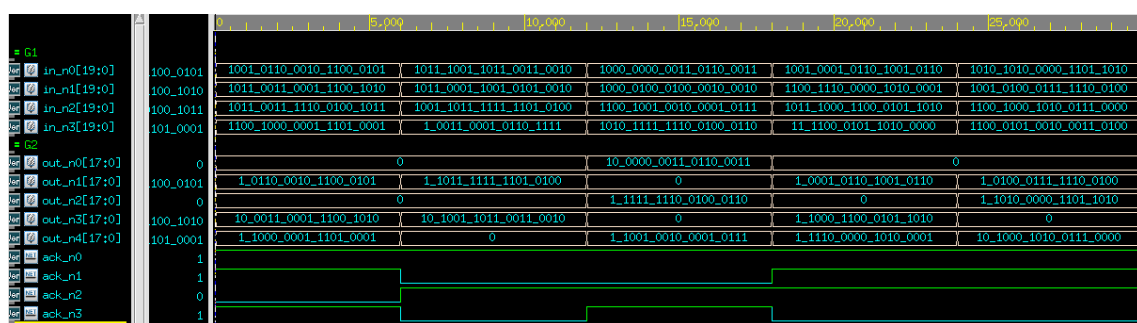 0 5,000 10,000 15,000 20,000 25,000
= G1
in_n0[19:0] 100_0101 1001_0110_0010_1100_0101 1011_1001_1011_0011_0010 1000_0000_0011_0110_0011 1001_0001_0110_1001_0110 1010_1010_0000_1101_1010
in_n1[19:0] 100_1010 1011_0011_0001_1100_1010 1011_0001_1001_0101_0010 1000_0100_0100_0010_0010 1100_1110_0000_1010_0001 1001_0100_0111_1110_0100
in_n2[19:0] 100_1011 1011_0011_1110_0100_1011 1001_1011_1111_1101_0100 1100_1001_0010_0001_0111 1011_1000_1100_0101_1010 1100_1000_1010_0111_0000
in_n3[19:0] 101_0001 1100_1000_0001_1101_0001 1_0011_0001_0110_1111 1010_1111_1110_0100_0110 11_1100_0101_1010_0000 1100_0101_0010_0011_0100
= G2
out_n0[17:0] 0 0 10_0000_0011_0110_0011 0
out_n1[17:0] 100_0101 1_0110_0010_1100_0101 1_1011_1111_1101_0100 0 1_0001_0110_1001_0110 1_0100_0111_1110_0100
out_n2[17:0] 0 0 1_1111_1110_0100_0110 0 1_1010_0000_1101_1010
out_n3[17:0] 100_1010 10_0011_0001_1100_1010 10_1001_1011_0011_0010 0 1_1000_1100_0101_1010 0
out_n4[17:0] 101_0001 1_1000_0001_1101_0001 0 1_1001_0010_0001_0111 1_1110_0000_1010_0001 10_1000_1010_0111_0000
ack_n0 1
ack_n1 1
ack_n2 0
ack_n3 1